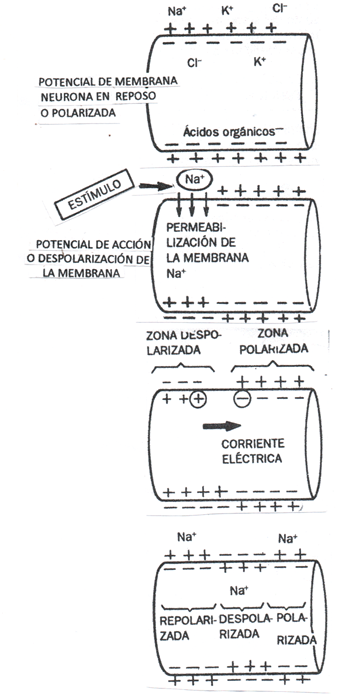 Na⁺ K⁺ Cl⁻
+ + + + + +
— — — — — — —
Cl⁻ K⁺
POTENCIAL DE MEMBRANA
NEURONA EN REPOSO
O POLARIZADA
Ácidos orgánicos⁻
— — — — — — — —
+ + + + + + + +
ESTÍMULO
Na⁺
+ + + + + +
— — — — — —
PERMEABI-
LIZACIÓN DE
LA MEMBRANA
Na⁺
POTENCIAL DE ACCIÓN
O DESPOLARIZACIÓN DE
LA MEMBRANA
+ + + — — — — —
— — — + + + + +
ZONA DESPO-
LARIZADA
ZONA
POLARIZADA
— — — + + + + +
+ + + — — — — —
CORRIENTE
ELÉCTRICA
+ + + + — — — — —
— — — — + + + +
Na⁺ Na⁺
+ + + — — — + +
— — — + + + — —
Na⁺
REPOLARI-
ZADA
DESPOLA-
RIZADA
POLA-
RIZADA
— — — + + + — —
+ + + — — — + +